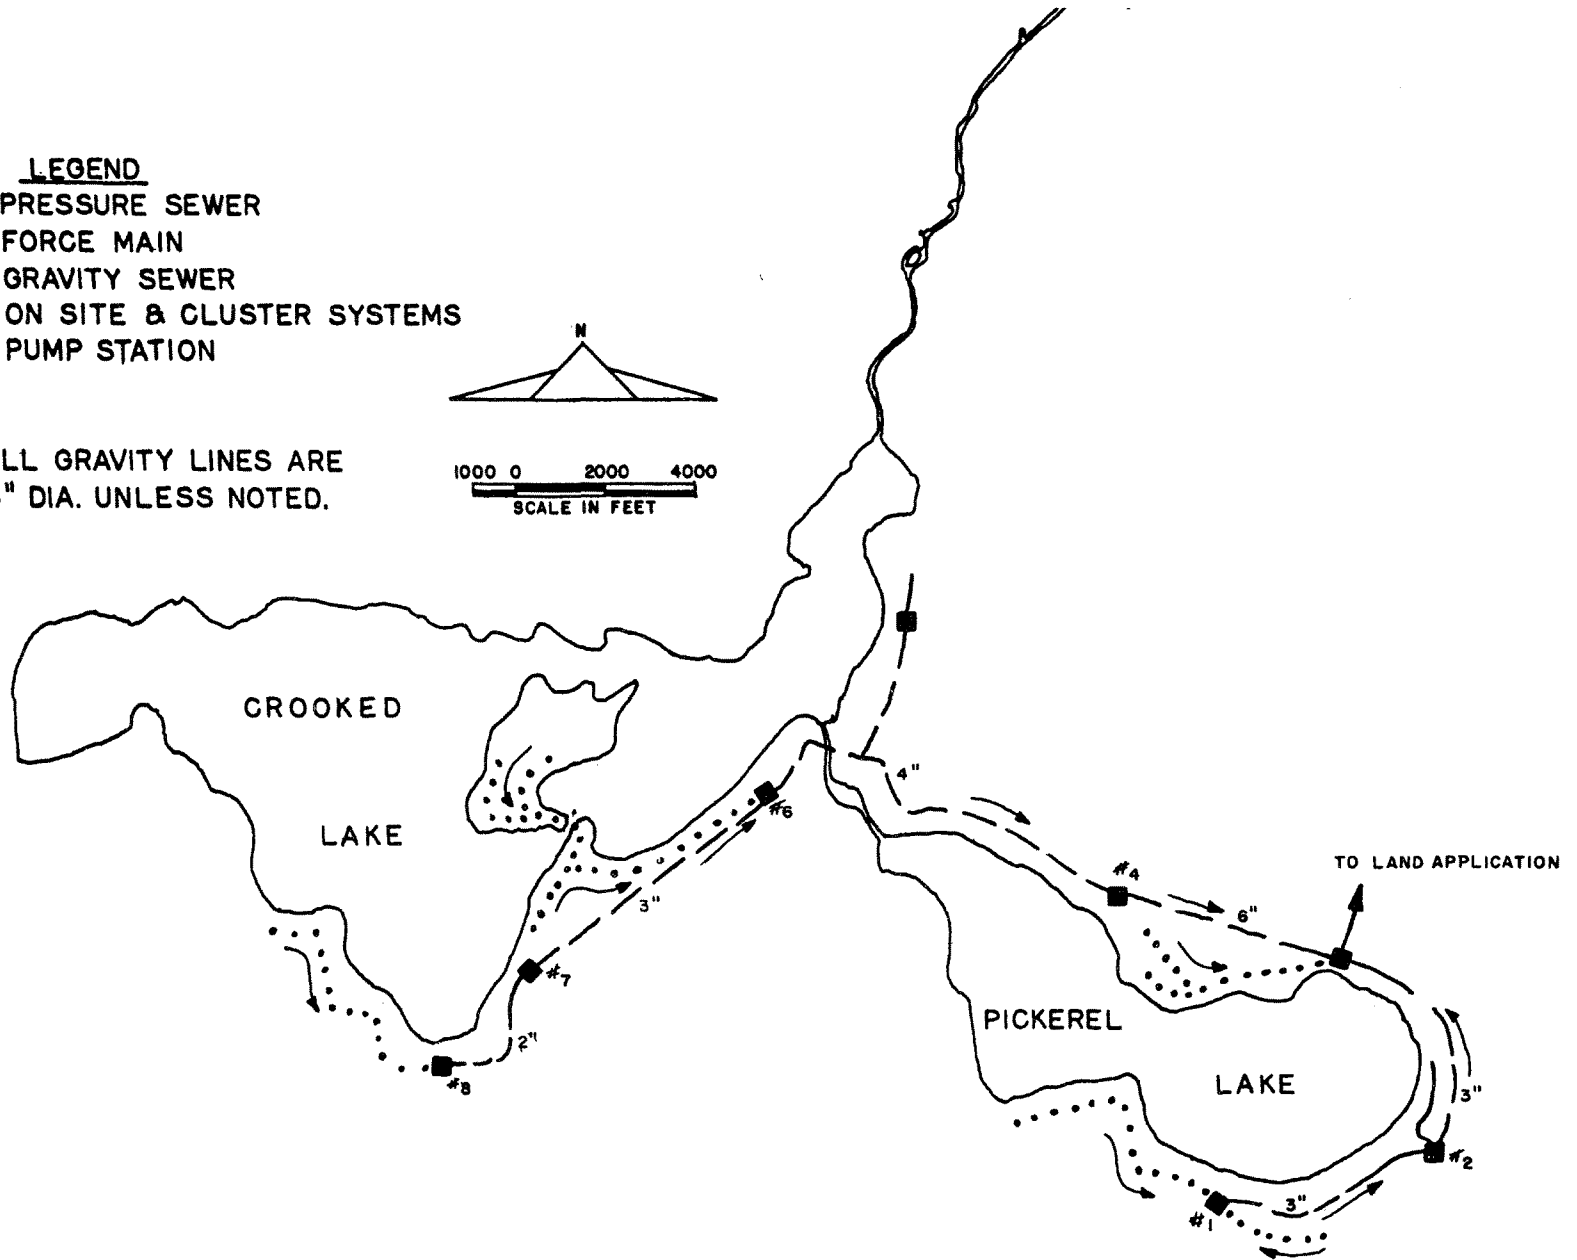 LEGEND
PRESSURE SEWER
FORCE MAIN
GRAVITY SEWER
ON SITE & CLUSTER SYSTEMS
PUMP STATION
N
LL GRAVITY LINES ARE
" DIA. UNLESS NOTED.
1000 0 2000 4000
SCALE IN FEET
CROOKED
LAKE
4"
#6
3"
#7
2"
#8
#4
6"
TO LAND APPLICATION
PICKEREL
LAKE
3"
#2
3"
#1